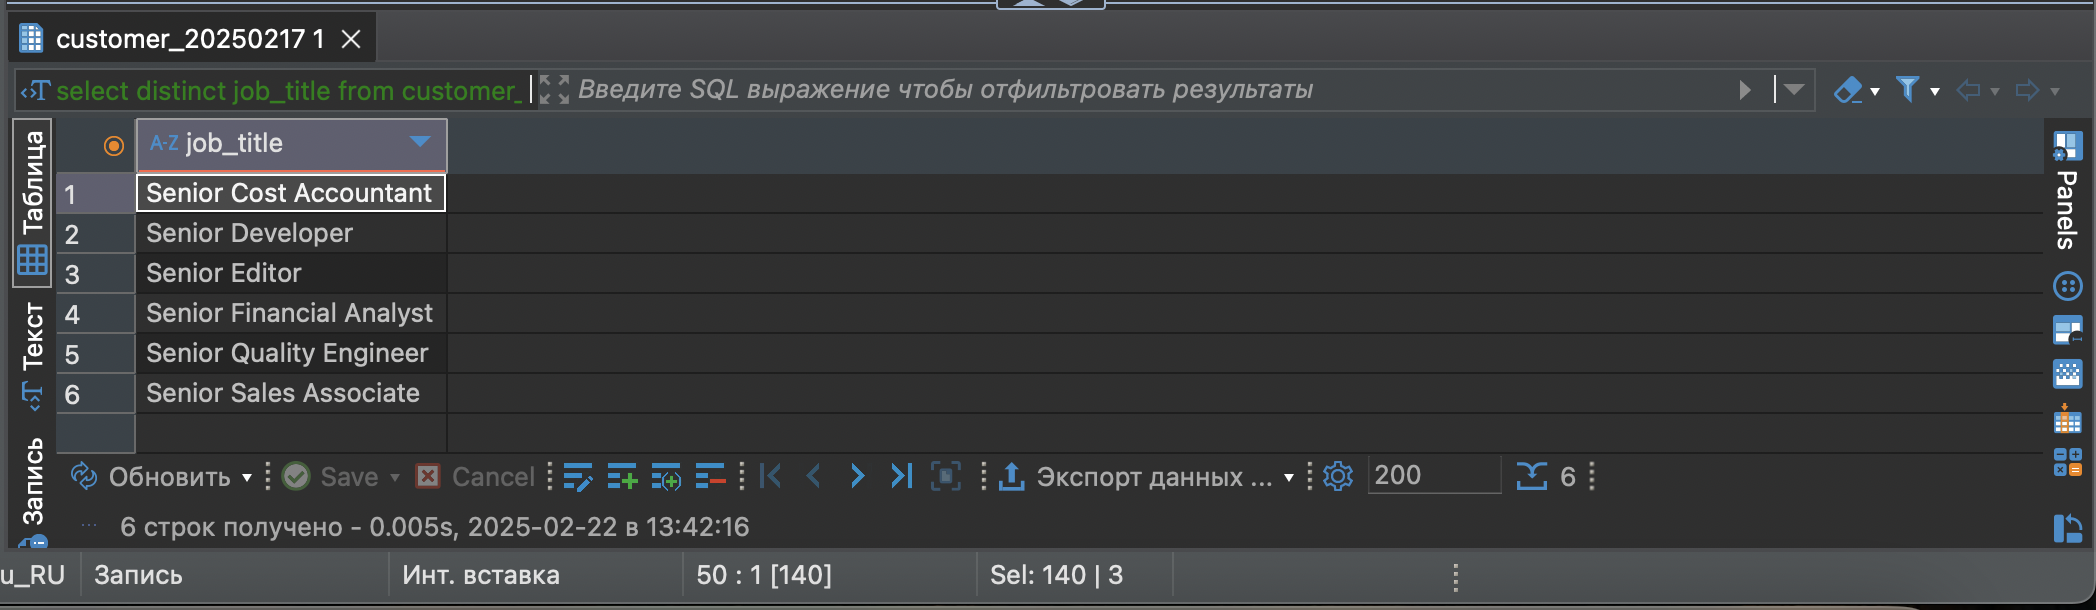 customer_20250217 1
select distinct job_title from customer_
Введите SQL выражение чтобы отфильтровать результаты
Таблица
Текст
Запись
A-Z job_title
1 Senior Cost Accountant
2 Senior Developer
3 Senior Editor
4 Senior Financial Analyst
5 Senior Quality Engineer
6 Senior Sales Associate
Panels
Обновить Save Cancel Экспорт данных ... 200 6
6 строк получено - 0.005s, 2025-02-22 в 13:42:16
u_RU Запись Инт. вставка 50 : 1 [140] Sel: 140 | 3